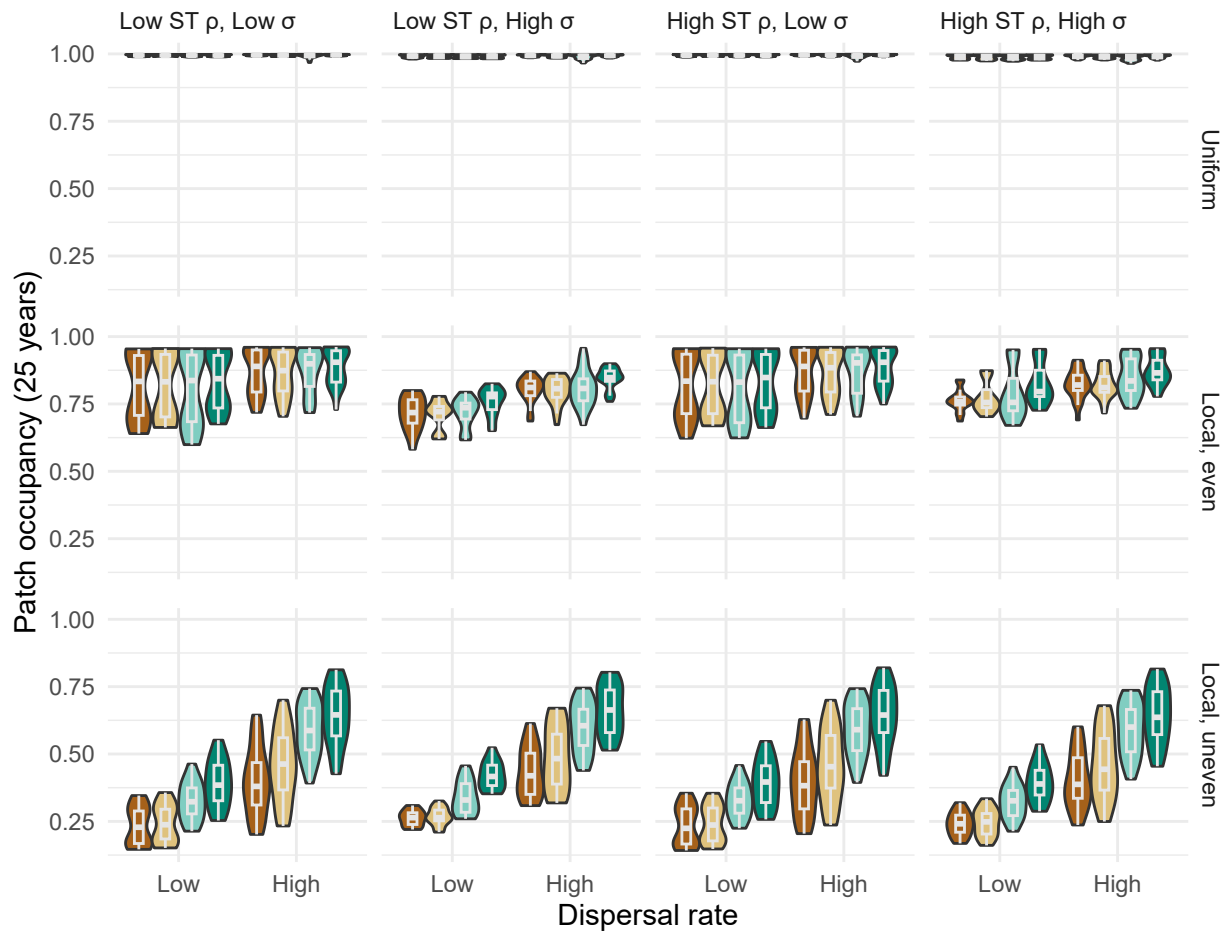 Low ST ρ, Low σ
Low ST ρ, High σ
High ST ρ, Low σ
High ST ρ, High σ
1.00
0.75
0.50
0.25
Uniform
1.00
0.75
0.50
0.25
Local, even
1.00
0.75
0.50
0.25
Local, uneven
Patch occupancy (25 years)
Low
High
Low
High
Low
High
Low
High
Dispersal rate